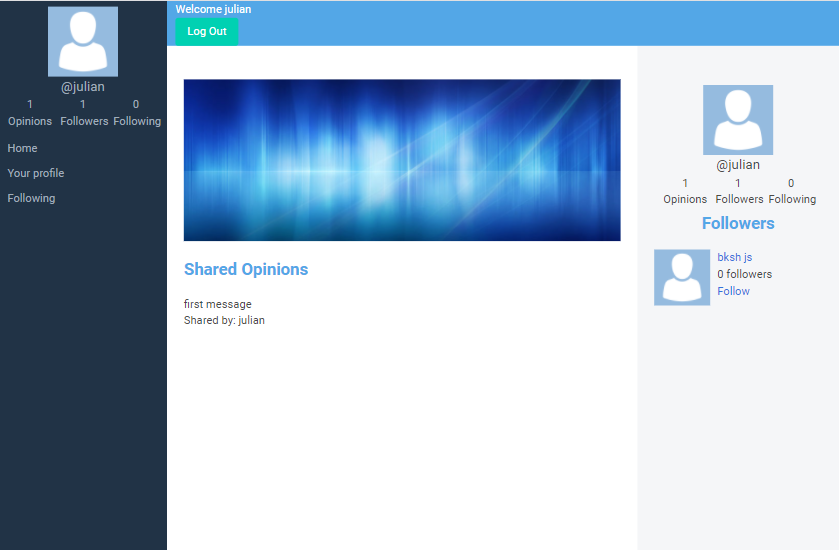 @julian
1 1 0
Opinions Followers Following
Home
Your profile
Following
Welcome julian
Log Out
Shared Opinions
first message
Shared by: julian
@julian
1 1 0
Opinions Followers Following
Followers
bksh js
0 followers
Follow